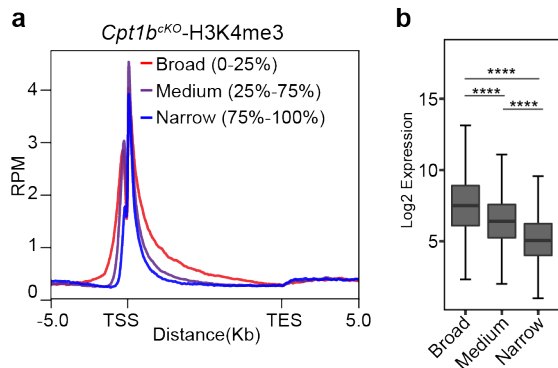 a
Cpt1bcKO-H3K4me3
Broad (0-25%)
Medium (25%-75%)
Narrow (75%-100%)
RPM
4
3
2
1
0
-5.0
TSS
TES
5.0
Distance(Kb)
b
****
****
****
Log2 Expression
15
10
5
Broad
Medium
Narrow